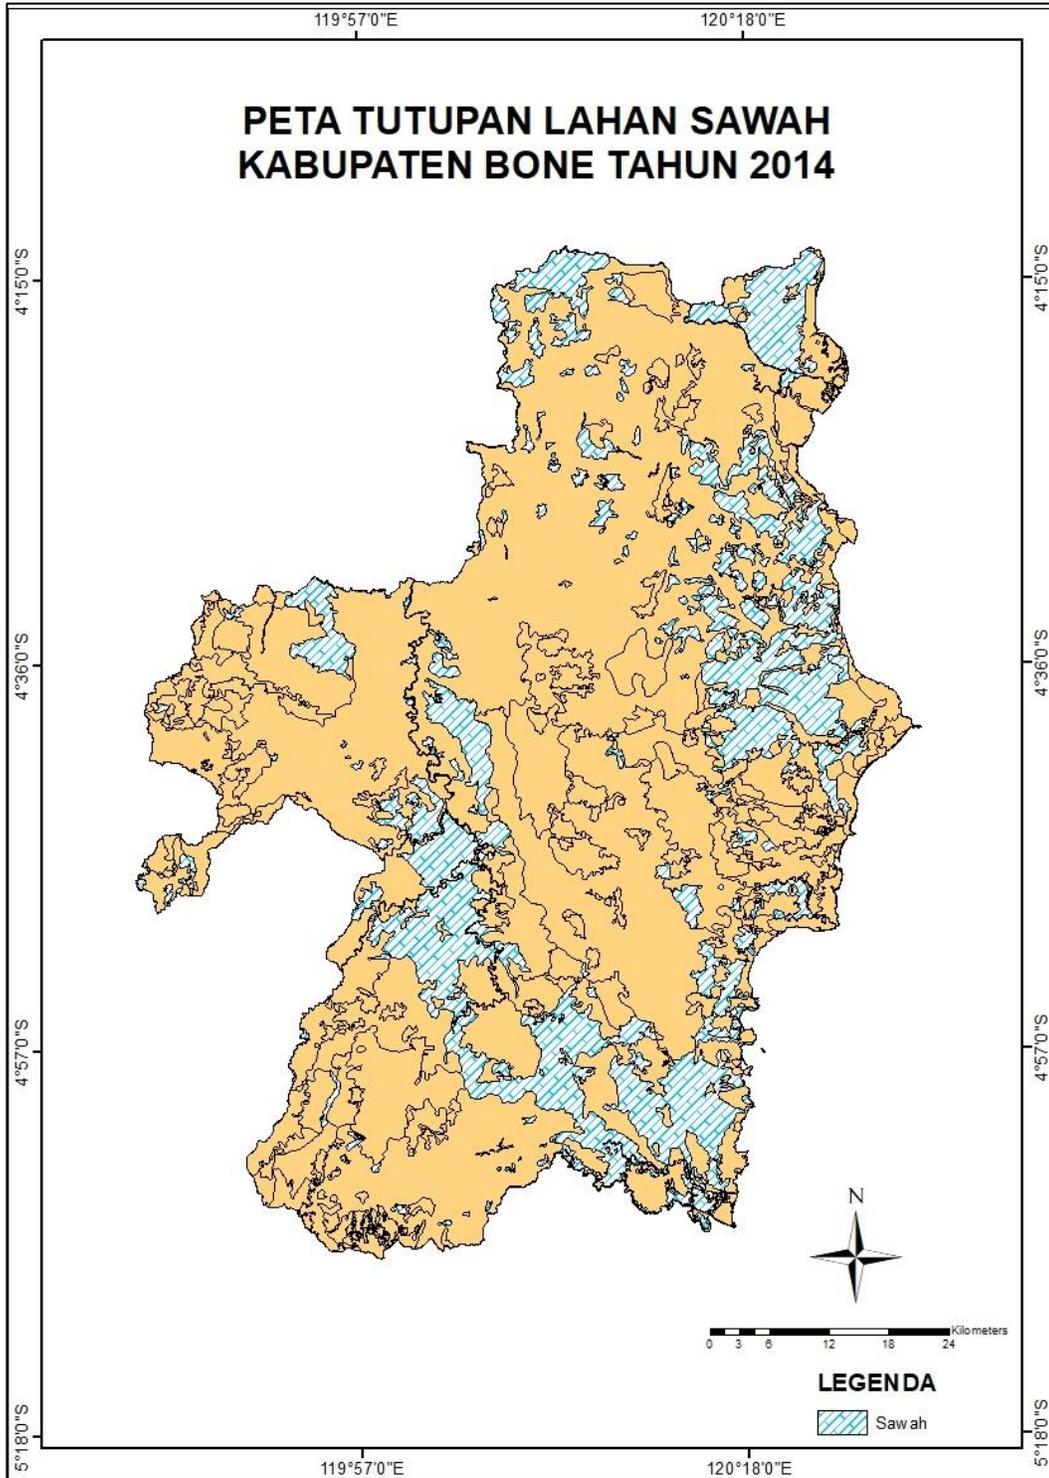 119°57'0"E 120°18'0"E
PETA TUTUPAN LAHAN SAWAH
KABUPATEN BONE TAHUN 2014
4°15'0"S 4°15'0"S
4°36'0"S 4°36'0"S
4°57'0"S 4°57'0"S
N
Kilometers
0 3 6 12 18 24
LEGENDA
Sawah
5°18'0"S 5°18'0"S
119°57'0"E 120°18'0"E